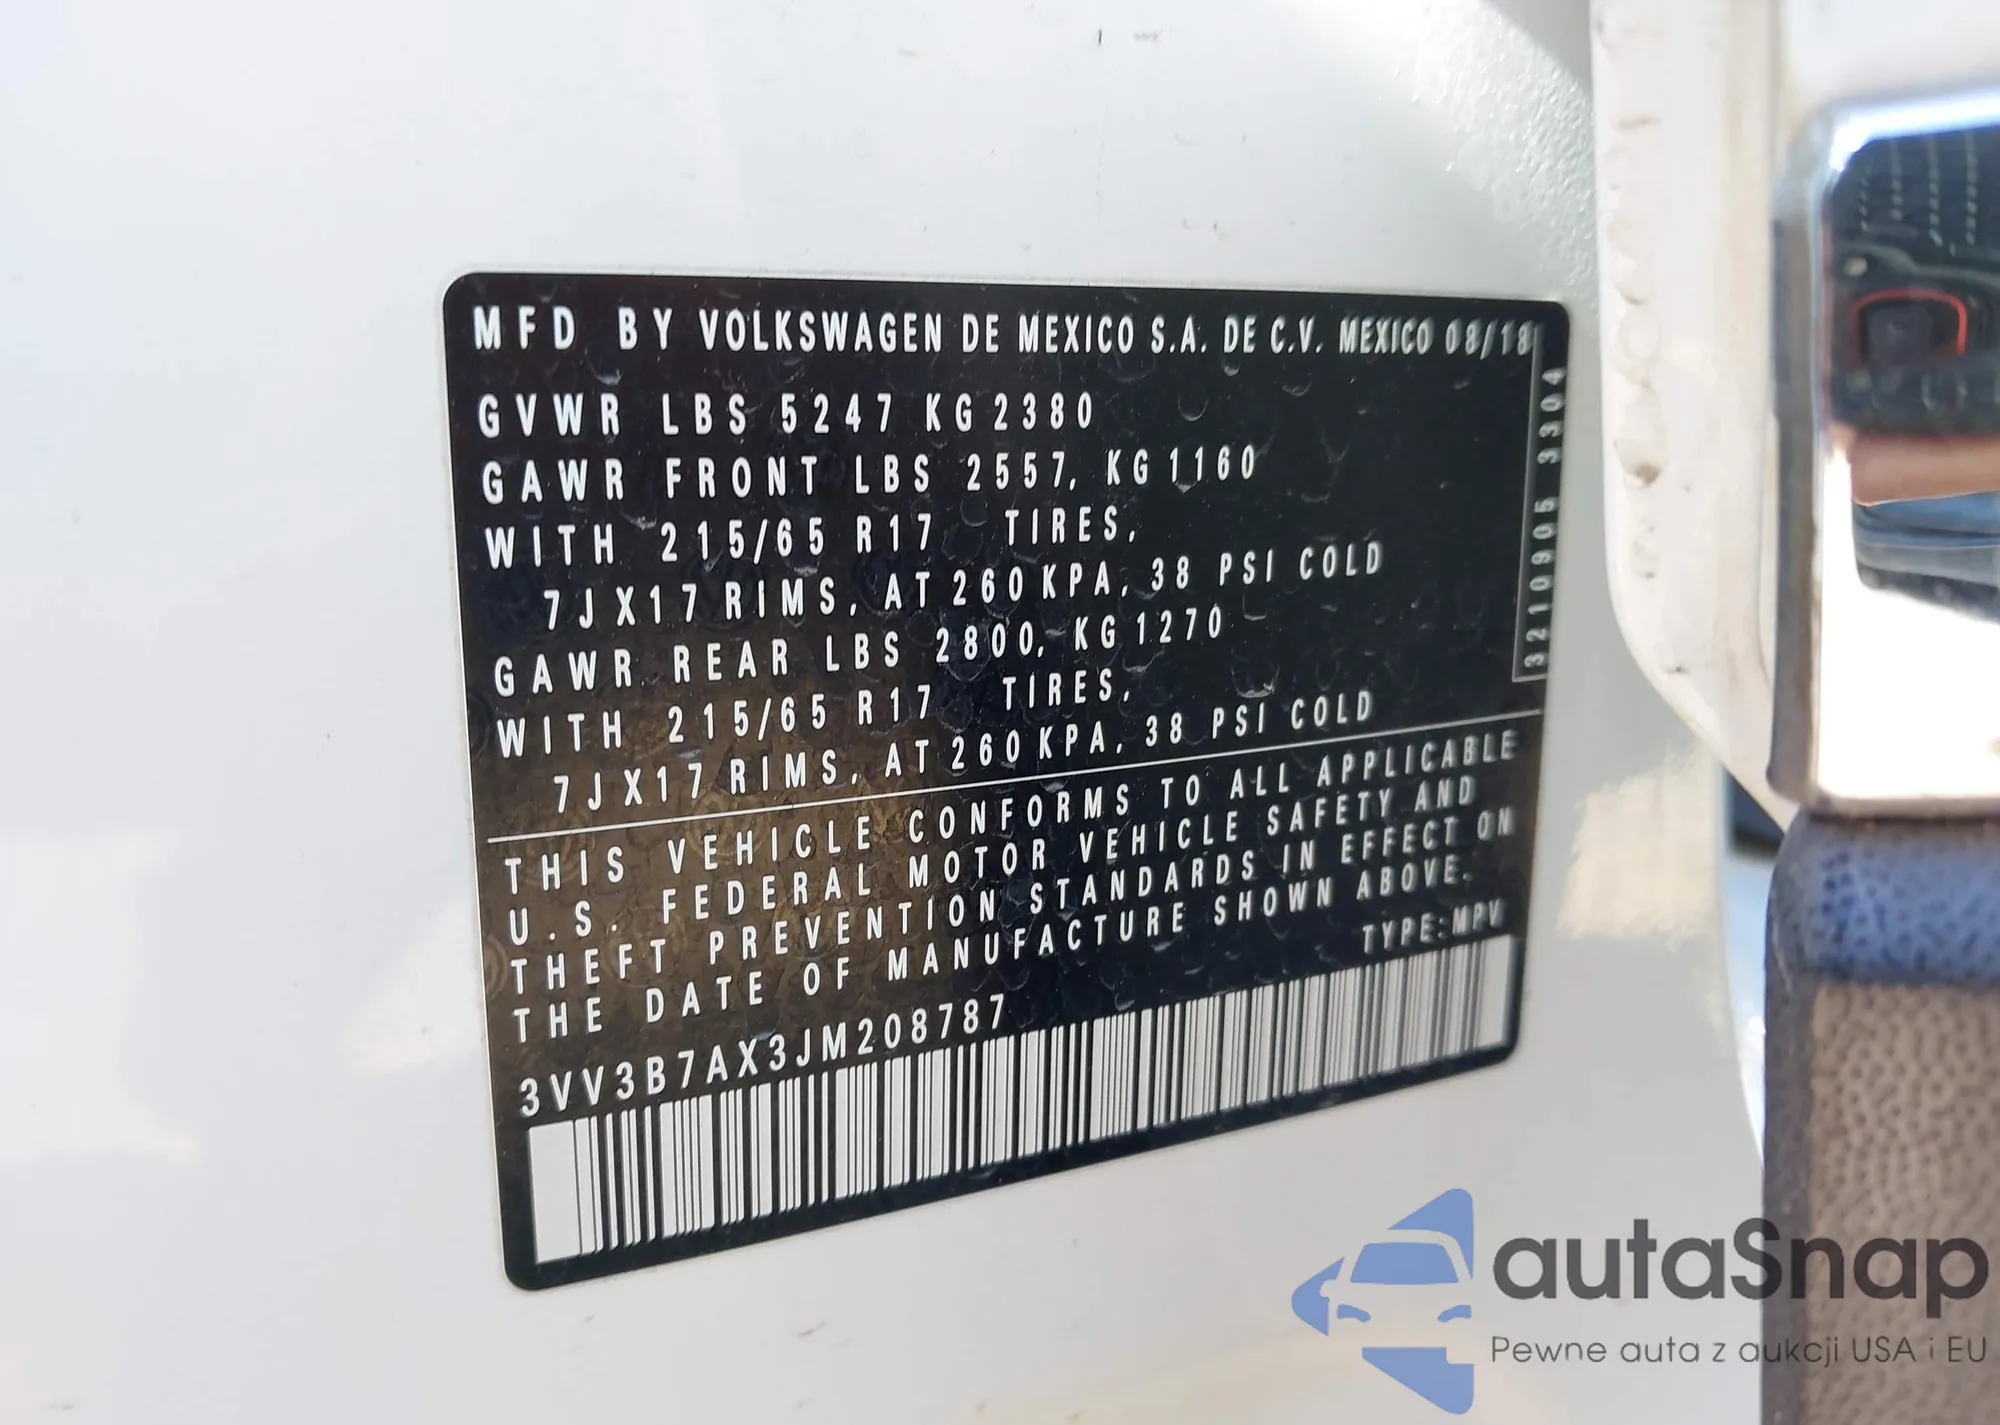 MFD BY VOLKSWAGEN DE MEXICO S.A. DE C.V. MEXICO 08/18
GVWR LBS 5247 KG 2380
GAWR FRONT LBS 2557, KG 1160
WITH 215/65 R17 TIRES,
7JX17 RIMS, AT 260 KPA, 38 PSI COLD
GAWR REAR LBS 2800, KG 1270
WITH 215/65 R17 TIRES,
7JX17 RIMS, AT 260 KPA, 38 PSI COLD
3210905 3304
THIS VEHICLE CONFORMS TO ALL APPLICABLE
U.S. FEDERAL MOTOR VEHICLE SAFETY AND
THEFT PREVENTION STANDARDS IN EFFECT ON
THE DATE OF MANUFACTURE SHOWN ABOVE.
TYPE: MPV
3VV3B7AX3JM208787
autaSnap
Pewne auta z aukcji USA i EU